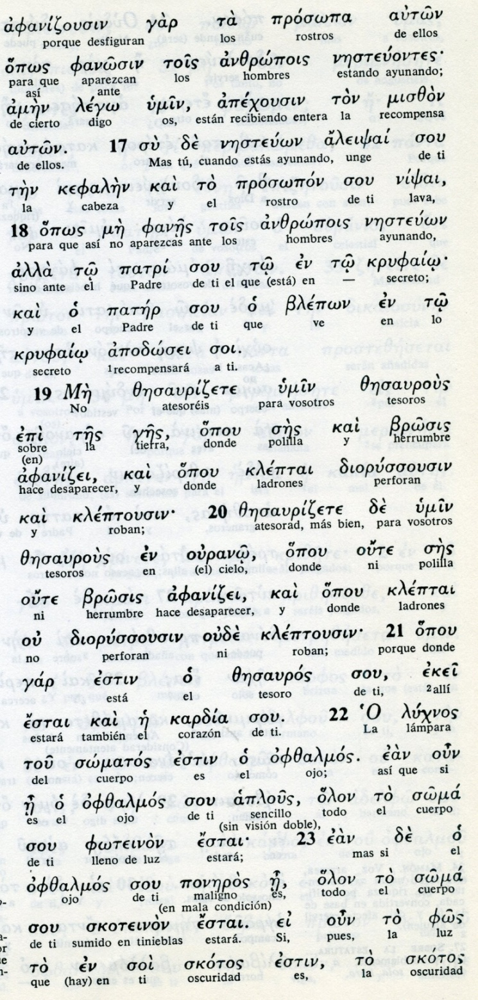 ἀφανίζουσιν γὰρ τὰ πρόσωπα αὐτῶν
porque desfiguran los rostros de ellos
ὅπως φανῶσιν τοῖς ἀνθρώποις νηστεύοντες·
para que aparezcan los hombres estando ayunando;
así ante
ἀμὴν λέγω ὑμῖν, ἀπέχουσιν τὸν μισθὸν
de cierto digo os, están recibiendo entera la recompensa
αὐτών. 17 σὺ δὲ νηστεύων ἄλειψαί σου
de ellos. Mas tú, cuando estás ayunando, unge de ti
τὴν κεφαλὴν καὶ τὸ πρόσωπόν σου νίψαι,
la cabeza y el rostro de ti lava,
18 ὅπως μὴ φανῇς τοῖς ἀνθρώποις νηστεύων
para que así no aparezcas ante los hombres ayunando,
ἀλλὰ τῷ πατρί σου τῷ ἐν τῷ κρυφαίῳ·
sino ante el Padre de ti el que (está) en — secreto;
καὶ ὁ πατήρ σου ὁ βλέπων ἐν τῷ
y el Padre de ti que ve en lo
κρυφαίῳ ἀποδώσει σοι.
secreto 1recompensará a ti.
19 Μὴ θησαυρίζετε ὑμῖν θησαυροὺς
No atesoréis para vosotros tesoros
ἐπὶ τῆς γῆς, ὅπου σὴς καὶ βρῶσις
sobre la tierra, donde polilla y herrumbre
(en)
ἀφανίζει, καὶ ὅπου κλέπται διορύσσουσιν
hace desaparecer, y donde ladrones perforan
καὶ κλέπτουσιν· 20 θησαυρίζετε δὲ ὑμῖν
y roban; atesorad, más bien, para vosotros
θησαυροὺς ἐν οὐρανῷ, ὅπου οὔτε σὴς
tesoros en (el) cielo, donde ni polilla
οὔτε βρῶσις ἀφανίζει, καὶ ὅπου κλέπται
ni herrumbre hace desaparecer, y donde ladrones
οὐ διορύσσουσιν οὐδὲ κλέπτουσιν· 21 ὅπου
no perforan ni roban; porque donde
γάρ ἐστιν ὁ θησαυρός σου, ἐκεῖ
está el tesoro de ti, 2allí
ἔσται καὶ ἡ καρδία σου. 22 Ὁ λύχνος
estará también el corazón de ti. La lámpara
τοῦ σώματός ἐστιν ὁ ὀφθαλμός. ἐὰν οὖν
del cuerpo es el ojo; así que si
ᾖ ὁ ὀφθαλμός σου ἁπλοῦς, ὅλον τὸ σῶμά
es el ojo de ti sencillo todo el cuerpo
(sin visión doble),
σου φωτεινὸν ἔσται· 23 ἐὰν δὲ ὁ
de ti lleno de luz estará; mas si el
ὀφθαλμός σου πονηρὸς ᾖ, ὅλον τὸ σῶμά
ojo de ti maligno es, todo el cuerpo
(en mala condición)
σου σκοτεινὸν ἔσται. εἰ οὖν τὸ φῶς
de ti sumido en tinieblas estará. Si, pues, la luz
τὸ ἐν σοὶ σκότος ἐστιν, τὸ σκότος
que (hay) en ti oscuridad es, la oscuridad